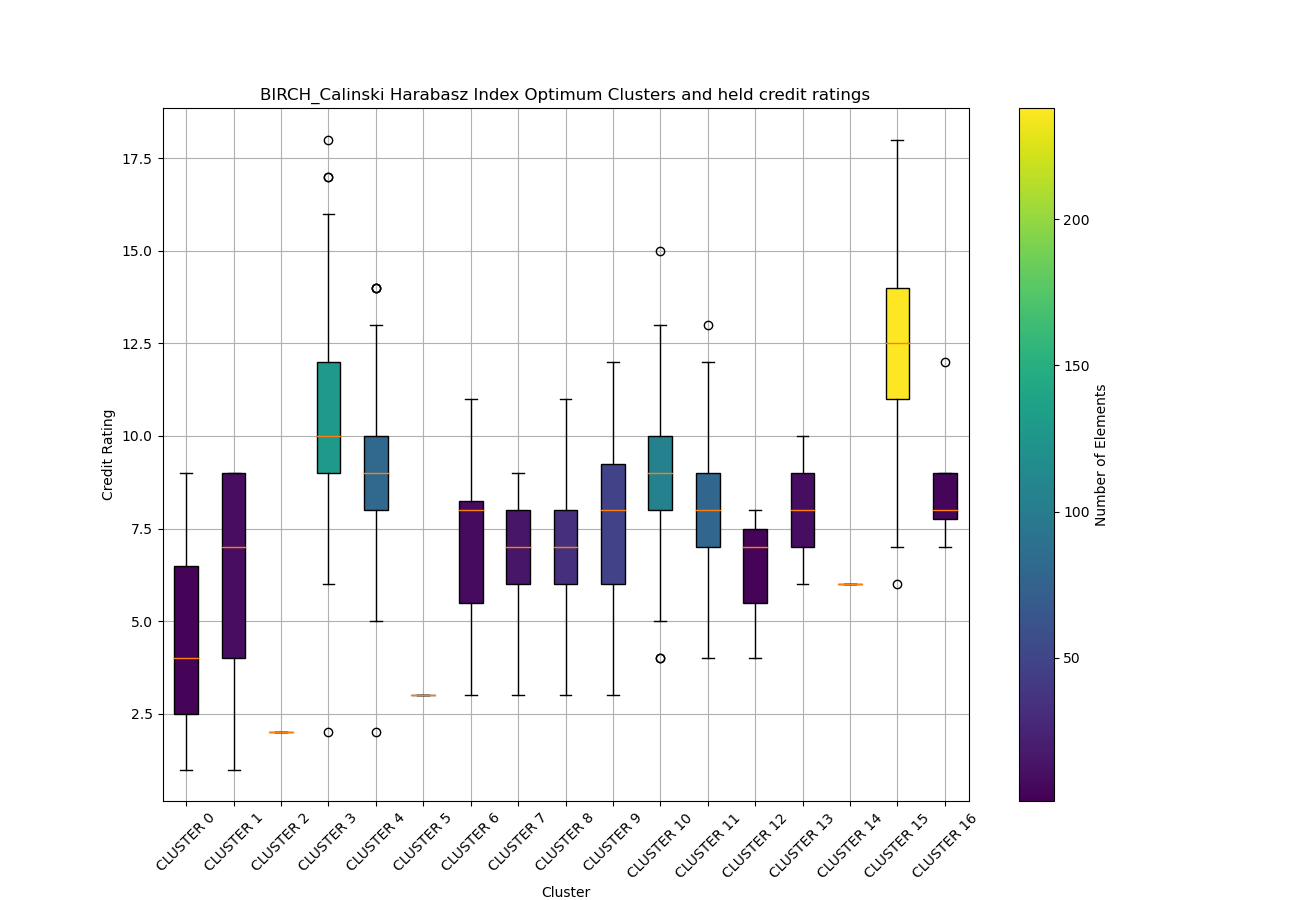 BIRCH_Calinski Harabasz Index Optimum Clusters and held credit ratings
17.5
15.0
12.5
10.0
7.5
5.0
2.5
Credit Rating
CLUSTER 0
CLUSTER 1
CLUSTER 2
CLUSTER 3
CLUSTER 4
CLUSTER 5
CLUSTER 6
CLUSTER 7
CLUSTER 8
CLUSTER 9
CLUSTER 10
CLUSTER 11
CLUSTER 12
CLUSTER 13
CLUSTER 14
CLUSTER 15
CLUSTER 16
Cluster
200
150
100
50
Number of Elements